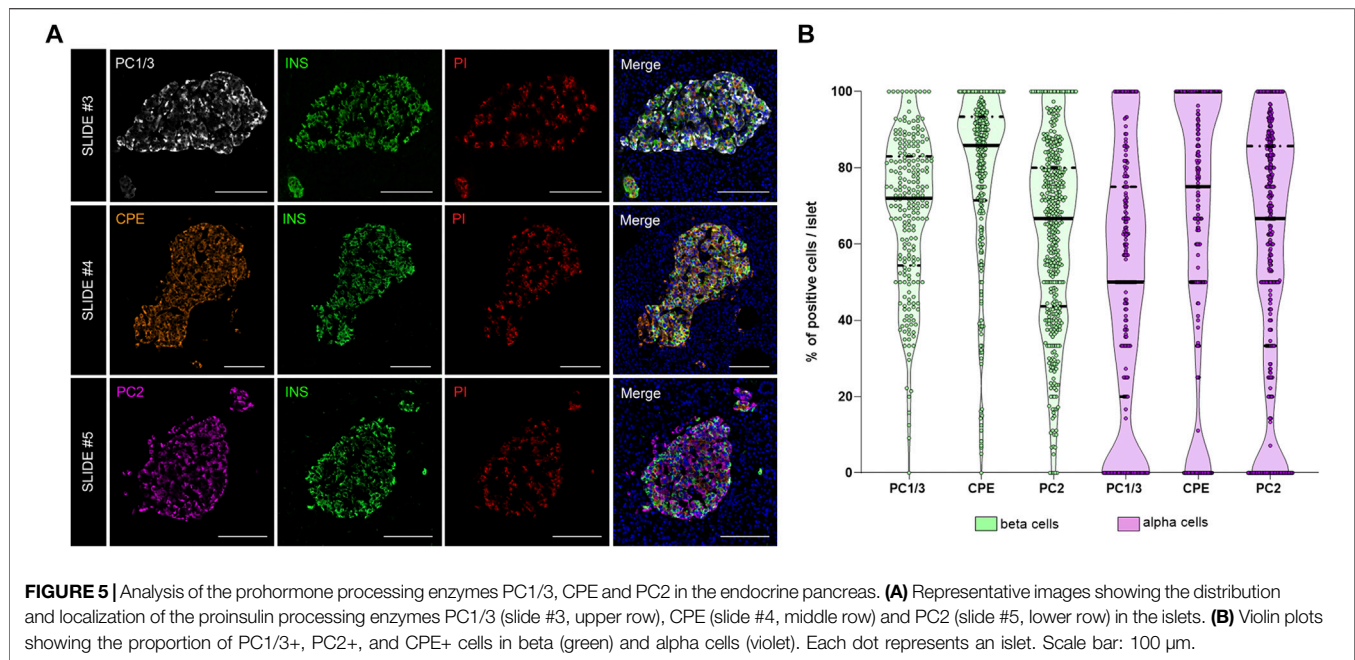 A
B
SLIDE #3
PC1/3
INS
PI
Merge
SLIDE #4
CPE
INS
PI
Merge
SLIDE #5
PC2
INS
PI
Merge
% of positive cells / islet
100
80
60
40
20
0
PC1/3 CPE PC2 PC1/3 CPE PC2
beta cells alpha cells
FIGURE 5 | Analysis of the prohormone processing enzymes PC1/3, CPE and PC2 in the endocrine pancreas. (A) Representative images showing the distribution
and localization of the proinsulin processing enzymes PC1/3 (slide #3, upper row), CPE (slide #4, middle row) and PC2 (slide #5, lower row) in the islets. (B) Violin plots
showing the proportion of PC1/3+, PC2+, and CPE+ cells in beta (green) and alpha cells (violet). Each dot represents an islet. Scale bar: 100 μm.